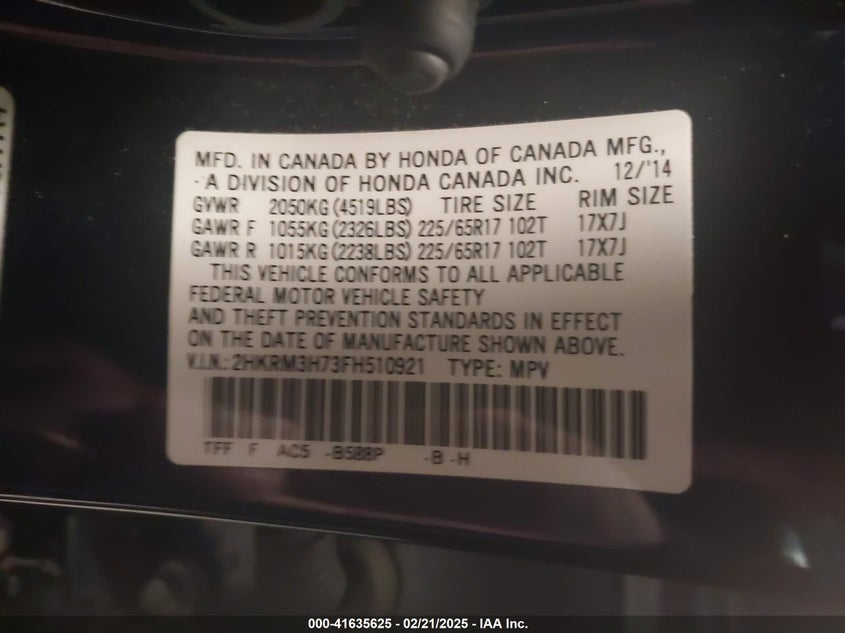 MFD. IN CANADA BY HONDA OF CANADA MFG.,
A DIVISION OF HONDA CANADA INC. 12/'14
GVWR 2050KG(4519LBS) TIRE SIZE RIM SIZE
GAWR F 1055KG(2326LBS) 225/65R17 102T 17X7J
GAWR R 1015KG(2238LBS) 225/65R17 102T 17X7J
THIS VEHICLE CONFORMS TO ALL APPLICABLE
FEDERAL MOTOR VEHICLE SAFETY
AND THEFT PREVENTION STANDARDS IN EFFECT
ON THE DATE OF MANUFACTURE SHOWN ABOVE.
V.I.N.: 2HKRM3H73FH510921 TYPE: MPV
TFF F AC5 -B588P -B -H
000-41635625 - 02/21/2025 - IAA Inc.